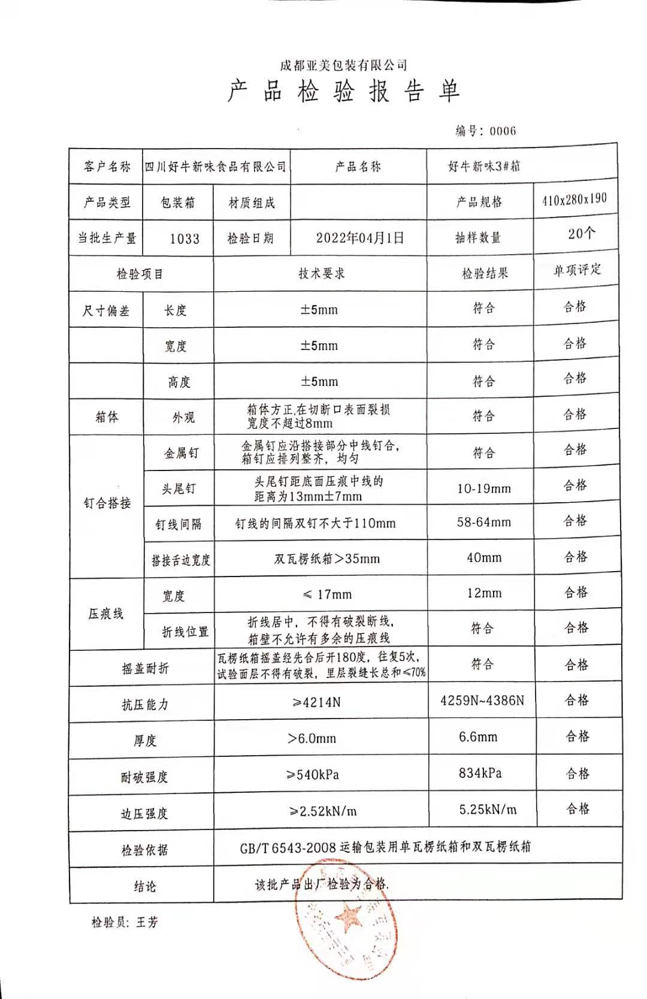 成都亚美包装有限公司
产品检验报告单
编号：0006
客户名称 四川好牛新味食品有限公司 产品名称 好牛新味3#箱
产品类型 包装箱 材质组成 产品规格 410x280x190
当批生产量 1033 检验日期 2022年04月1日 抽样数量 20个
检验项目 技术要求 检验结果 单项评定
尺寸偏差 长度 ±5mm 符合 合格
宽度 ±5mm 符合 合格
高度 ±5mm 符合 合格
箱体 外观 箱体方正,在切断口表面裂损
宽度不超过8mm 符合 合格
钉合搭接 金属钉 金属钉应沿搭接部分中线钉合，
箱钉应排列整齐，均匀 符合 合格
头尾钉 头尾钉距底面压痕中线的
距离为13mm±7mm 10-19mm 合格
钉线间隔 钉线的间隔双钉不大于110mm 58-64mm 合格
搭接舌边宽度 双瓦楞纸箱>35mm 40mm 合格
压痕线 宽度 ≤17mm 12mm 合格
折线位置 折线居中，不得有破裂断线，
箱壁不允许有多余的压痕线 符合 合格
摇盖耐折 瓦楞纸箱摇盖经先合后开180度，往复5次，
试验面层不得有破裂，里层裂缝长总和≤70% 符合 合格
抗压能力 ≥4214N 4259N~4386N 合格
厚度 >6.0mm 6.6mm 合格
耐破强度 ≥540kPa 834kPa 合格
边压强度 ≥2.52kN/m 5.25kN/m 合格
检验依据 GB/T 6543-2008 运输包装用单瓦楞纸箱和双瓦楞纸箱
结论 该批产品出厂检验为合格.
检验员: 王芳